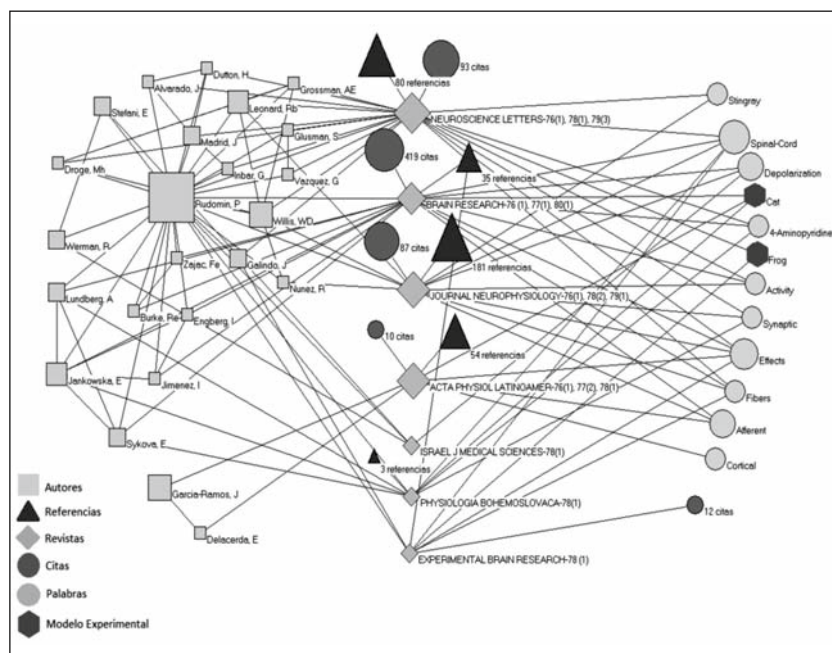 93 citas
80 referencias
Dutton, H
Alvarado, J
Grossman, AE
Stefani, E
Leonard, Rb
Stingray
NEUROSCIENCE LETTERS-76(1), 78(1), 79(3)
Glusman, S
Madrid, J
Spinal-Cord
419 citas
Droge, Mh
Inbar, G
Vazquez, G
35 referencias
Depolarization
Rudomin, P
Cat
BRAIN RESEARCH-76 (1), 77(1), 80(1)
Willis, WD
4-Aminopyridine
Werman, R
87 citas
Zajac, Fe
Galindo, J
181 referencias
Frog
Nunez, R
Activity
Lundberg, A
JOURNAL NEUROPHYSIOLOGY-76(1), 78(2), 79(1)
Burke, Re
Engberg, I
Synaptic
10 citas
54 referencias
Effects
Jankowska, E
Jimenez, I
ACTA PHYSIOL LATINOAMER-76(1), 77(2), 78(1)
Fibers
Afferent
Sykova, E
ISRAEL J MEDICAL SCIENCES-78(1)
3 referencias
Cortical
Garcia-Ramos, J
PHYSIOLOGIA BOHEMOSLOVACA-78(1)
12 citas
Delacerda, E
EXPERIMENTAL BRAIN RESEARCH-78 (1)
Autores
Referencias
Revistas
Citas
Palabras
Modelo Experimental